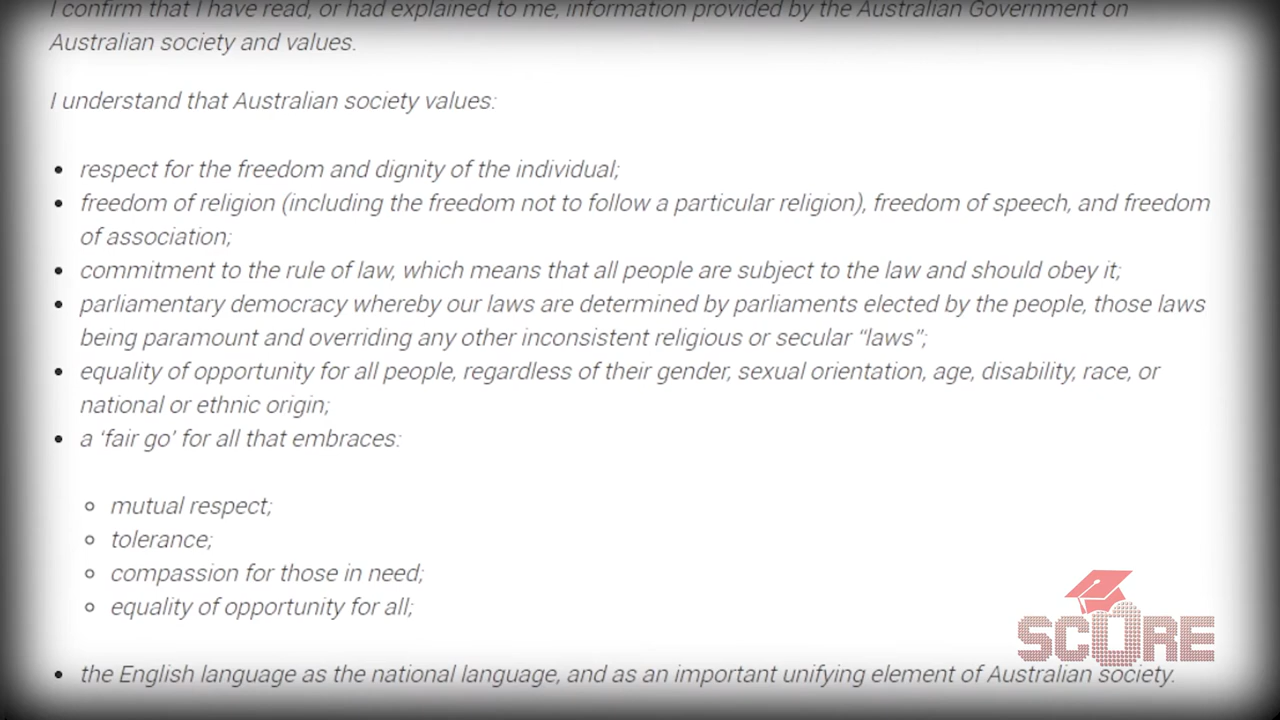 I confirm that I have read, or had explained to me, information provided by the Australian Government on
Australian society and values.
I understand that Australian society values:
respect for the freedom and dignity of the individual;
freedom of religion (including the freedom not to follow a particular religion), freedom of speech, and freedom
of association;
commitment to the rule of law, which means that all people are subject to the law and should obey it;
parliamentary democracy whereby our laws are determined by parliaments elected by the people, those laws
being paramount and overriding any other inconsistent religious or secular “laws”;
equality of opportunity for all people, regardless of their gender, sexual orientation, age, disability, race, or
national or ethnic origin;
a ‘fair go’ for all that embraces:
mutual respect;
tolerance;
compassion for those in need;
equality of opportunity for all;
SCORE
the English language as the national language, and as an important unifying element of Australian society.